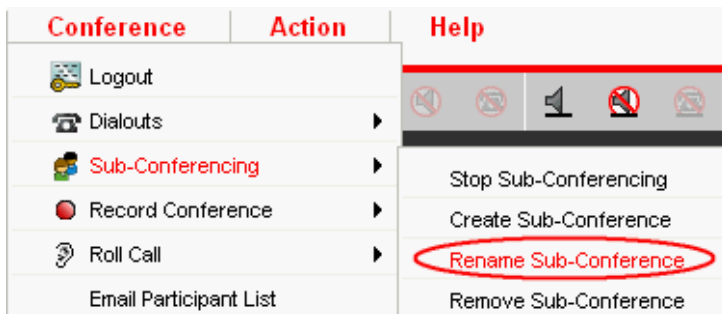 Conference Action Help
Logout
Dialouts
Sub-Conferencing
Record Conference
Roll Call
Email Participant List
Stop Sub-Conferencing
Create Sub-Conference
Rename Sub-Conference
Remove Sub-Conference